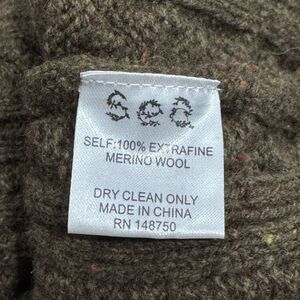 Sea
SELF:100% EXTRAFINE
MERINO WOOL
DRY CLEAN ONLY
MADE IN CHINA
RN 148750